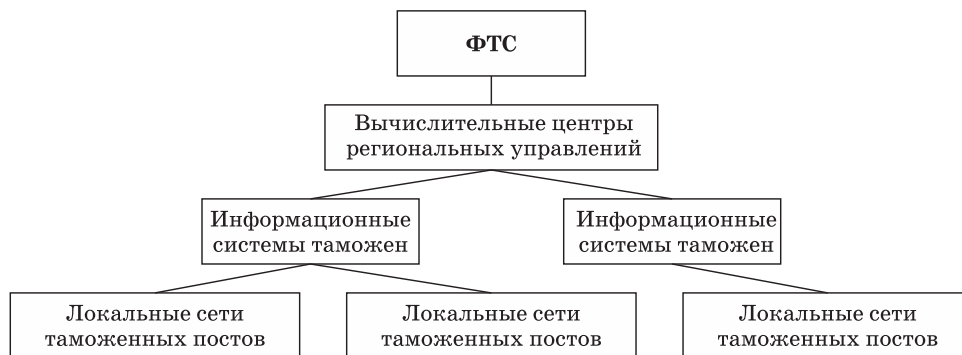 ФТС
Вычислительные центры
региональных управлений
Информационные
системы таможен
Информационные
системы таможен
Локальные сети
таможенных постов
Локальные сети
таможенных постов
Локальные сети
таможенных постов